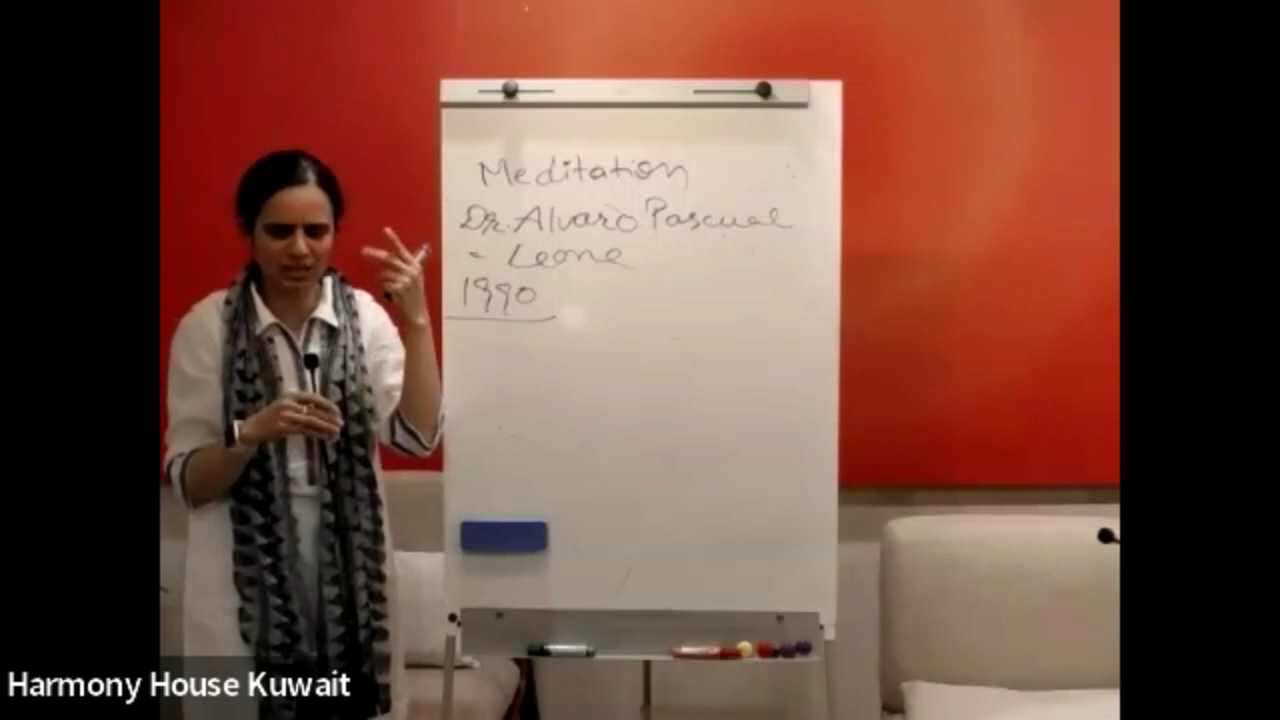 Meditation
Dr. Alvaro Pascual
- Leone
1990
Harmony House Kuwait